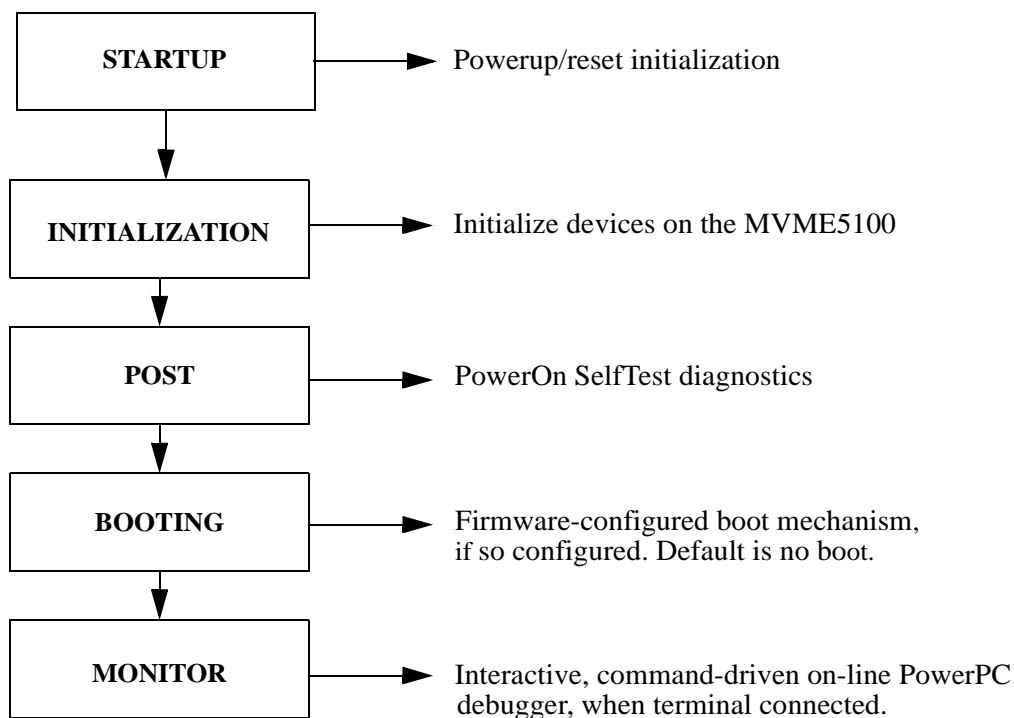 STARTUP
Powerup/reset initialization
INITIALIZATION
Initialize devices on the MVME5100
POST
PowerOn SelfTest diagnostics
BOOTING
Firmware-configured boot mechanism,
if so configured. Default is no boot.
MONITOR
Interactive, command-driven on-line PowerPC
debugger, when terminal connected.